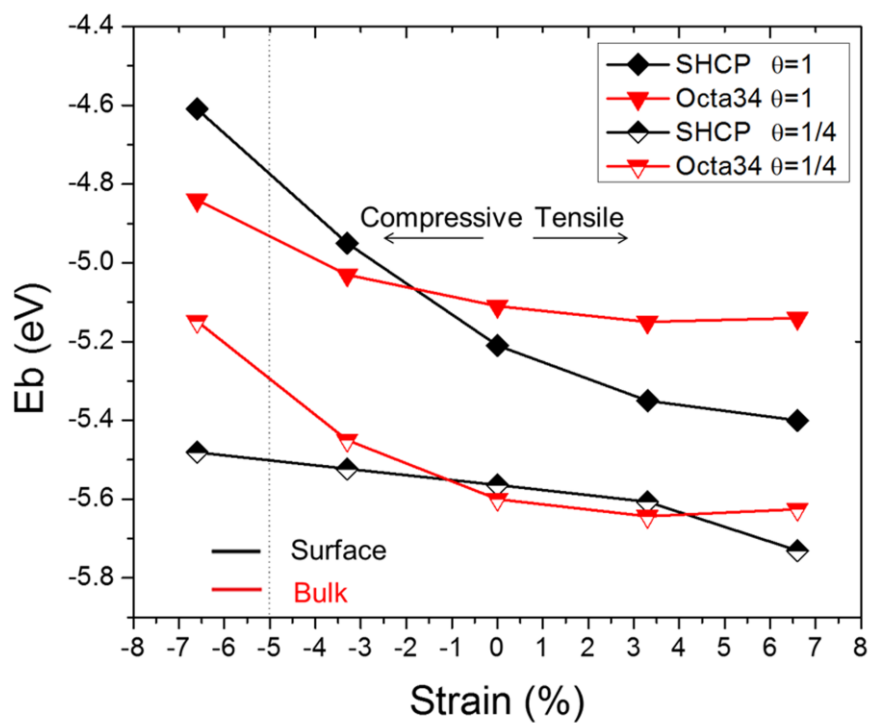 -4.4
-4.6
-4.8
-5.0
-5.2
-5.4
-5.6
-5.8
Eb (eV)
SHCP θ=1
Octa34 θ=1
SHCP θ=1/4
Octa34 θ=1/4
Compressive Tensile
Surface
Bulk
-8 -7 -6 -5 -4 -3 -2 -1 0 1 2 3 4 5 6 7 8
Strain (%)